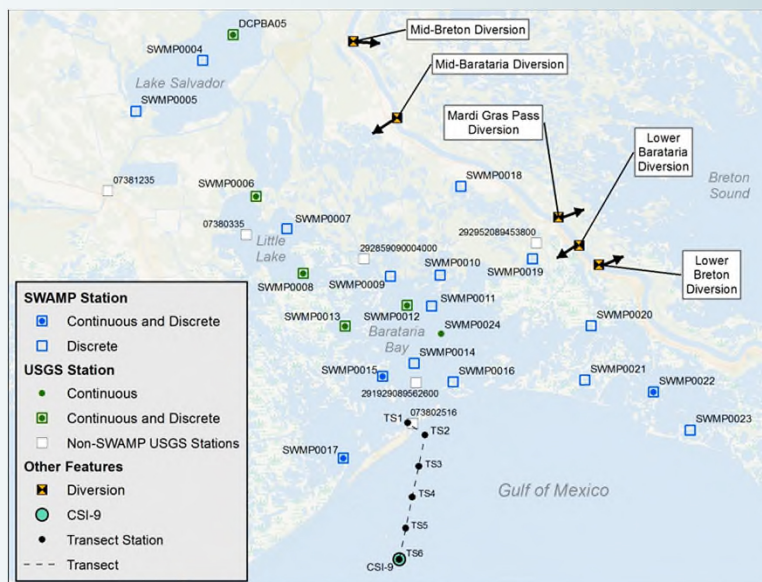 DCPBA05
SWMP0004
Lake Salvador
SWMP0005
Mid-Breton Diversion
Mid-Barataria Diversion
Mardi Gras Pass
Diversion
Lower
Barataria
Diversion
Breton
Sound
07381235
SWMP0006
SWMP0018
SWMP0007
07380335
Little
Lake
292952089453800
292859090004000
SWMP0019
Lower
Breton
Diversion
SWMP0008
SWMP0009
SWMP0010
SWMP0013
SWMP0012
SWMP0011
Barataria
Bay
SWMP0024
SWMP0020
SWMP0014
SWMP0015
SWMP0016
SWMP0021
SWMP0022
291929089562600
073802516
TS1
TS2
SWMP0023
SWMP0017
TS3
TS4
Gulf of Mexico
TS5
TS6
CSI-9
SWAMP Station
Continuous and Discrete
Discrete
USGS Station
Continuous
Continuous and Discrete
Non-SWAMP USGS Stations
Other Features
Diversion
CSI-9
Transect Station
Transect